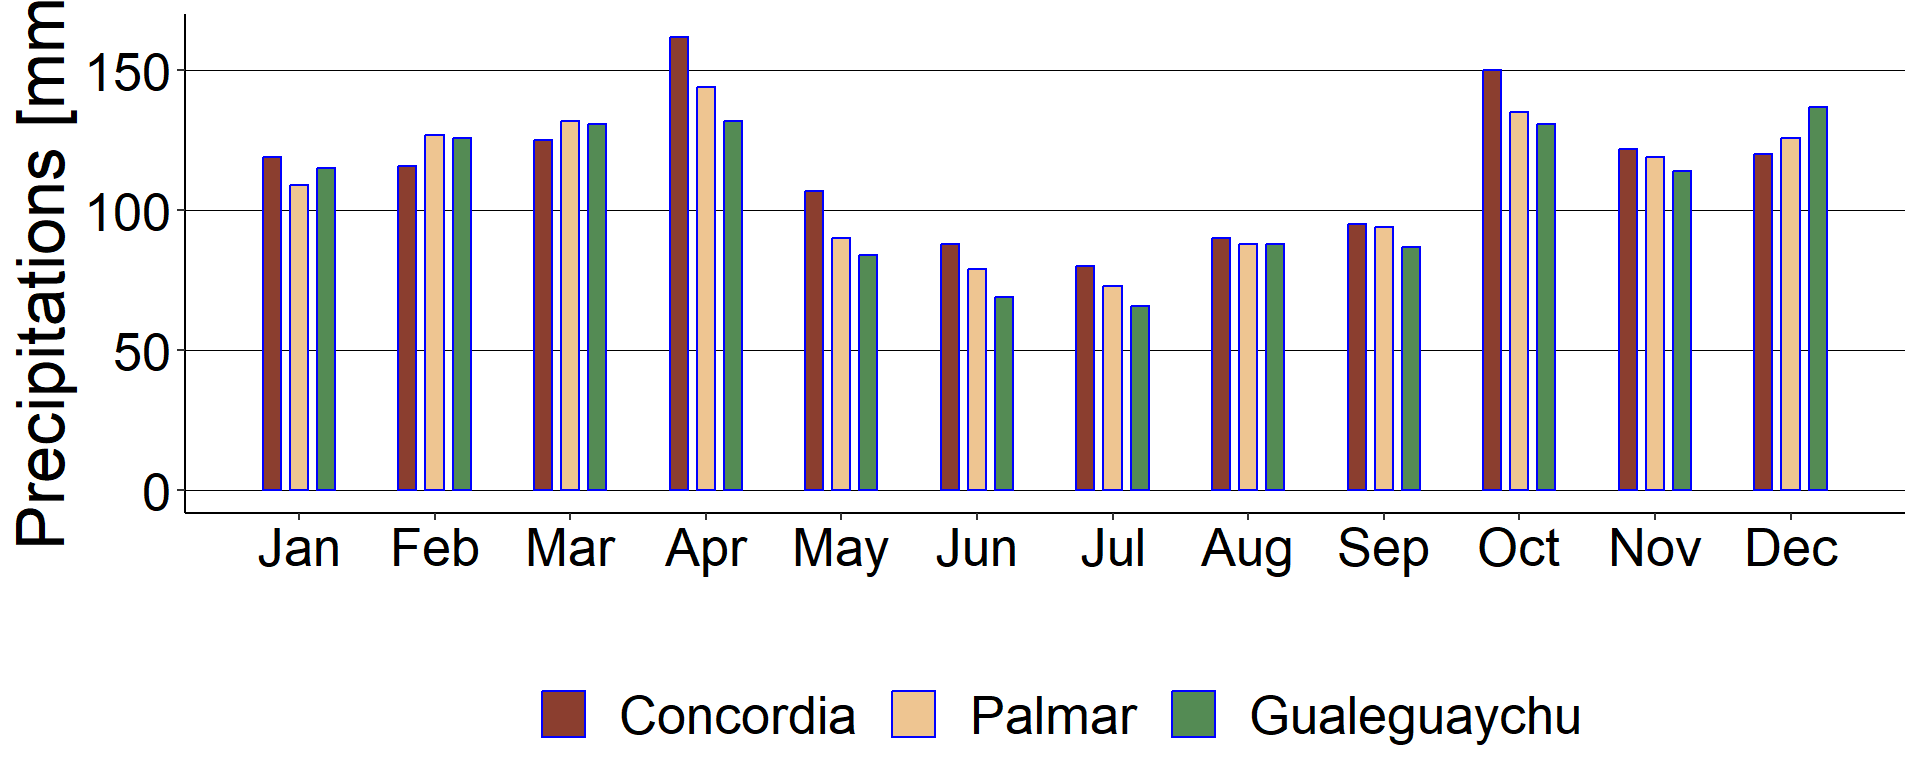 Precipitations [mm
150
100
50
0
Jan Feb Mar Apr May Jun Jul Aug Sep Oct Nov Dec
Concordia Palmar Gualeguaychu